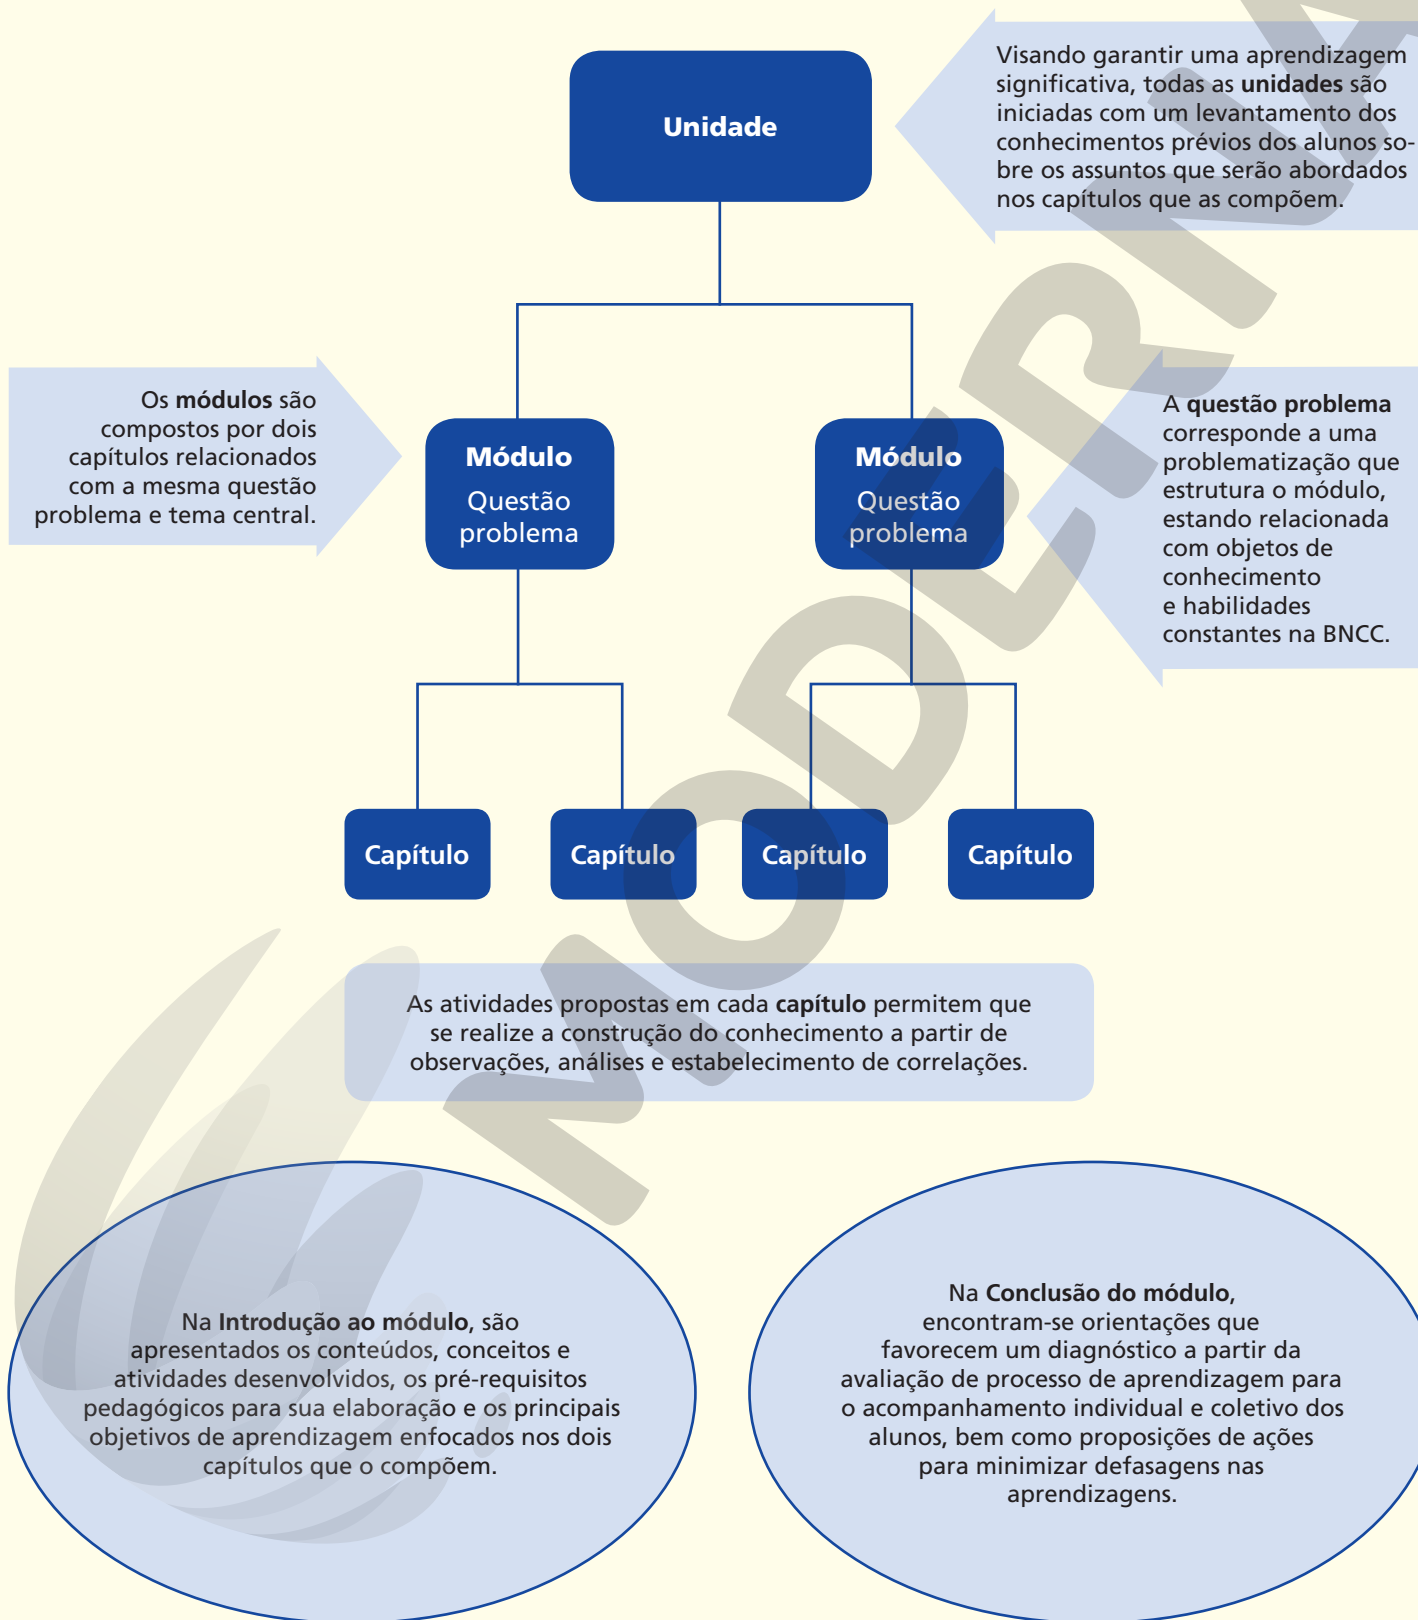 Unidade
Visando garantir uma aprendizagem
significativa, todas as unidades são
iniciadas com um levantamento dos
conhecimentos prévios dos alunos so-
bre os assuntos que serão abordados
nos capítulos que as compõem.
Os módulos são
compostos por dois
capítulos relacionados
com a mesma questão
problema e tema central.
Módulo
Questão
problema
Módulo
Questão
problema
A questão problema
corresponde a uma
problematização que
estrutura o módulo,
estando relacionada
com objetos de
conhecimento
e habilidades
constantes na BNCC.
Capítulo
Capítulo
Capítulo
Capítulo
As atividades propostas em cada capítulo permitem que
se realize a construção do conhecimento a partir de
observações, análises e estabelecimento de correlações.
Na Introdução ao módulo, são
apresentados os conteúdos, conceitos e
atividades desenvolvidos, os pré-requisitos
pedagógicos para sua elaboração e os principais
objetivos de aprendizagem enfocados nos dois
capítulos que o compõem.
Na Conclusão do módulo,
encontram-se orientações que
favorecem um diagnóstico a partir da
avaliação de processo de aprendizagem para
o acompanhamento individual e coletivo dos
alunos, bem como proposições de ações
para minimizar defasagens nas
aprendizagens.
MODERNA